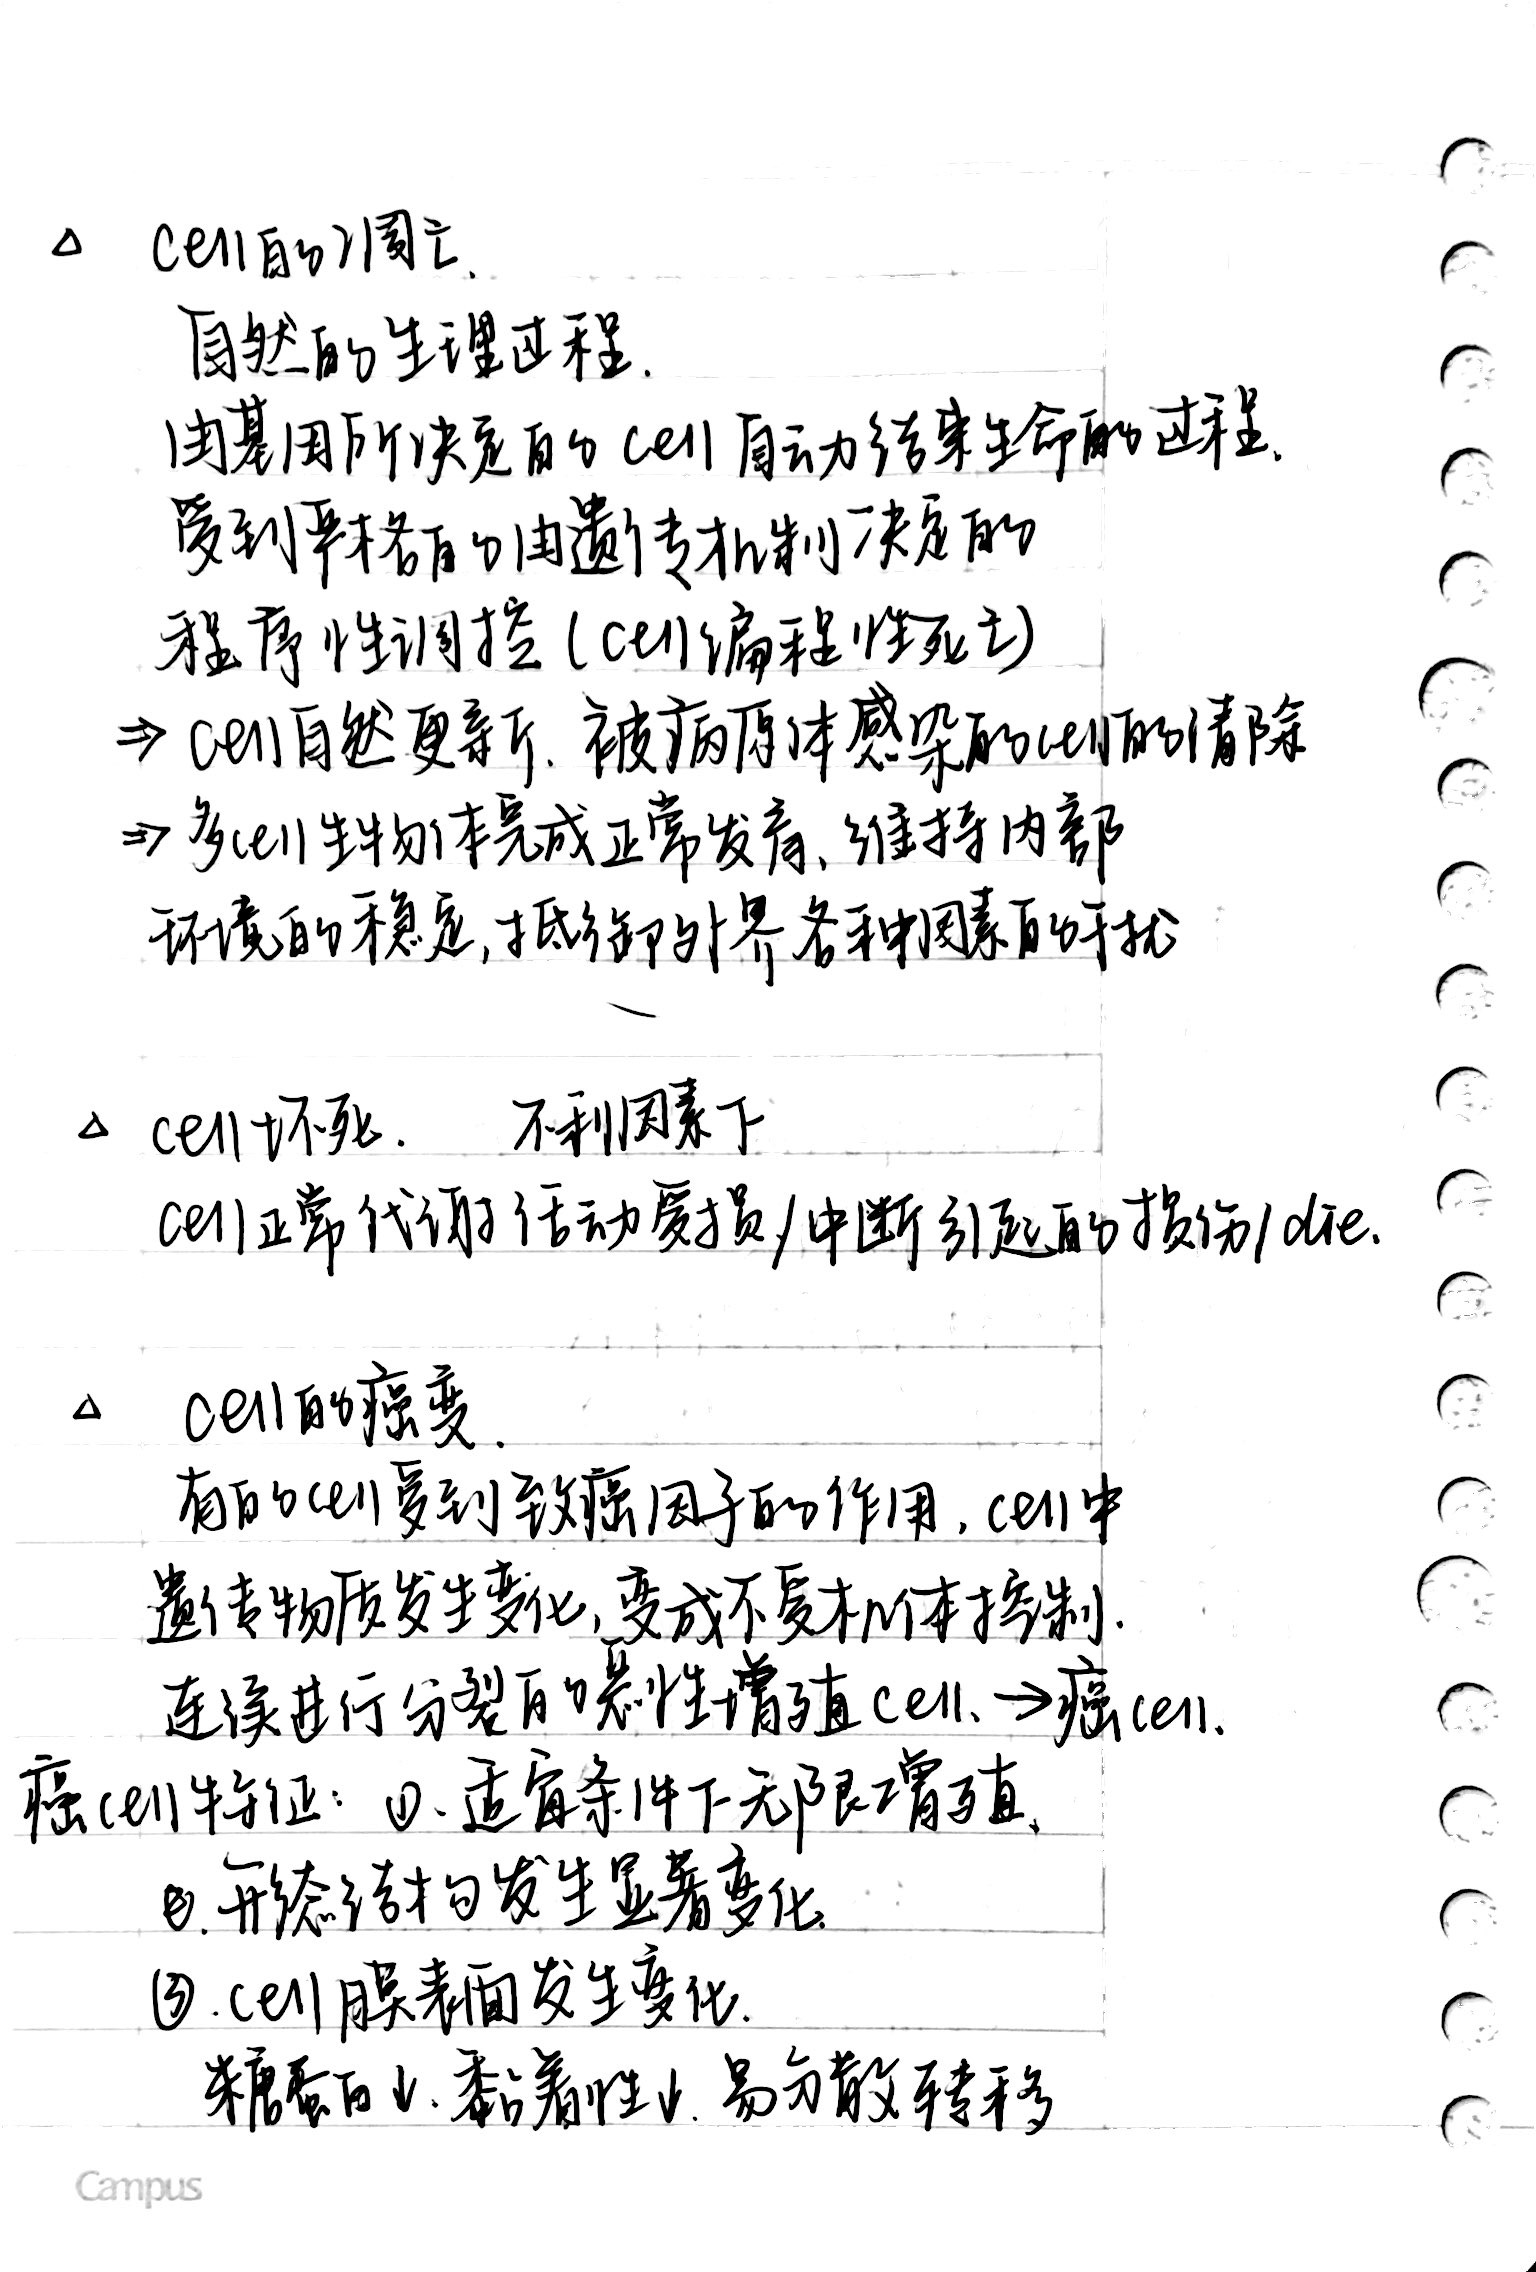 △ cell的凋亡.
自然的生理过程.
由基因所决定的cell自动结束生命的过程.
受到严格的由遗传机制决定的
程序性调控(cell编程性死亡)
⇒ cell自然更新、被病原体感染的cell的清除
⇒ 多cell生物体完成正常发育、维持内部
环境的稳定,抵御外界各种因素的干扰
△ cell坏死. 不利因素下
cell正常代谢活动受损/中断引起的损伤/die.
△ cell的癌变.
有的cell受到致癌因子的作用,cell中
遗传物质发生变化,变成不受机体控制.
连续进行分裂的恶性增殖cell. →癌cell.
癌cell特征: ①、适宜条件下无限增殖、
②. 形态结构发生显著变化.
③. cell膜表面发生变化.
糖蛋白↓. 黏着性↓. 易分散转移
Campus